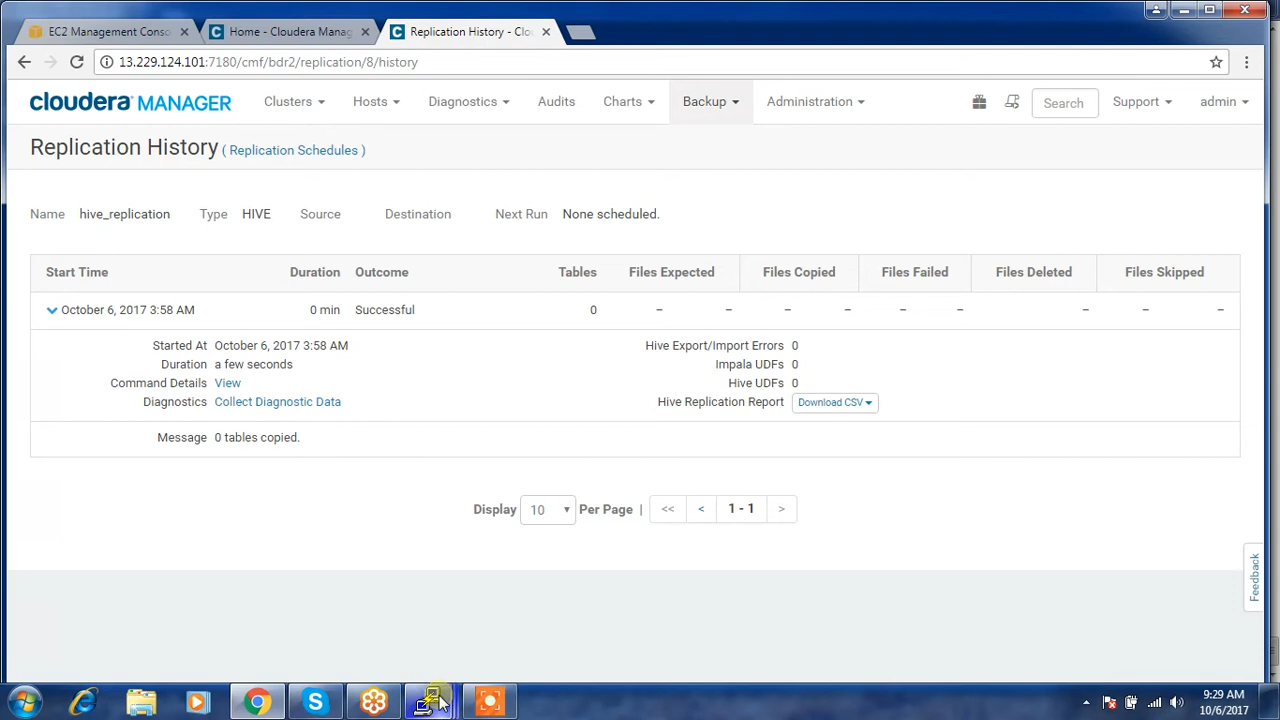 EC2 Management Conso
Home - Cloudera Manag
Replication History - Clou
13.229.124.101:7180/cmf/bdr2/replication/8/history
cloudera MANAGER
Clusters
Hosts
Diagnostics
Audits
Charts
Backup
Administration
Search
Support
admin
Replication History ( Replication Schedules )
Name hive_replication Type HIVE Source Destination Next Run None scheduled.
Start Time Duration Outcome Tables Files Expected Files Copied Files Failed Files Deleted Files Skipped
October 6, 2017 3:58 AM 0 min Successful 0 – – – – – – – – –
Started At October 6, 2017 3:58 AM
Duration a few seconds
Command Details View
Diagnostics Collect Diagnostic Data
Hive Export/Import Errors 0
Impala UDFs 0
Hive UDFs 0
Hive Replication Report Download CSV
Message 0 tables copied.
Display 10 Per Page | << < 1 - 1 >
Feedback
9:29 AM
10/6/2017